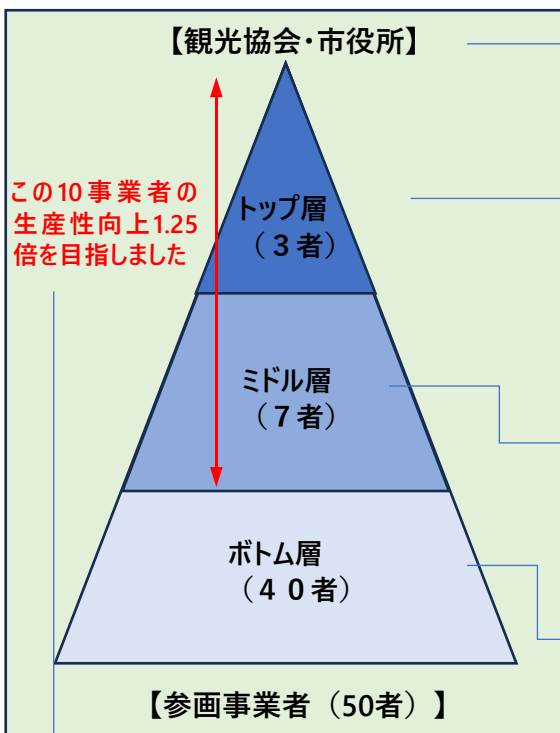 【観光協会・市役所】
この10事業者の
生産性向上1.25
倍を目指しました
トップ層
（３者）
ミドル層
（７者）
ボトム層
（４０者）
【参画事業者（50者）】